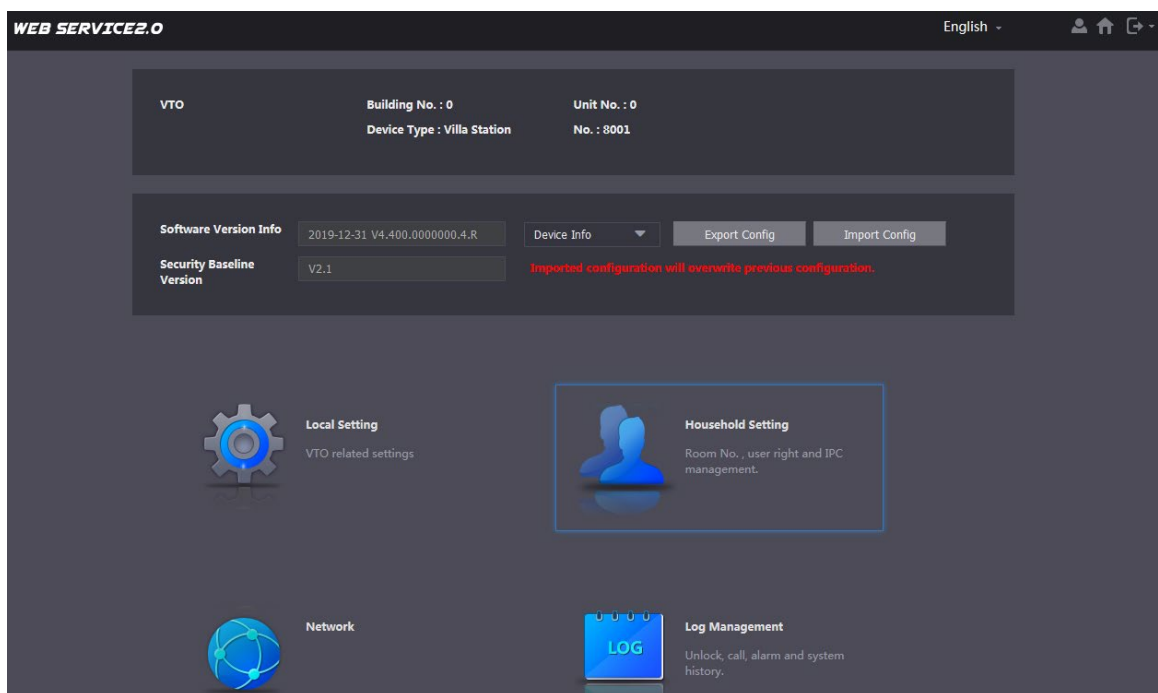 WEB SERVICE2.0
English
VTO
Building No. : 0
Unit No. : 0
Device Type : Villa Station
No. : 8001
Software Version Info
2019-12-31 V4.400.0000000.4.R
Device Info
Export Config
Import Config
Security Baseline
Version
V2.1
Imported configuration will overwrite previous configuration.
Local Setting
VTO related settings
Household Setting
Room No. , user right and IPC
management.
Network
LOG
Log Management
Unlock, call, alarm and system
history.